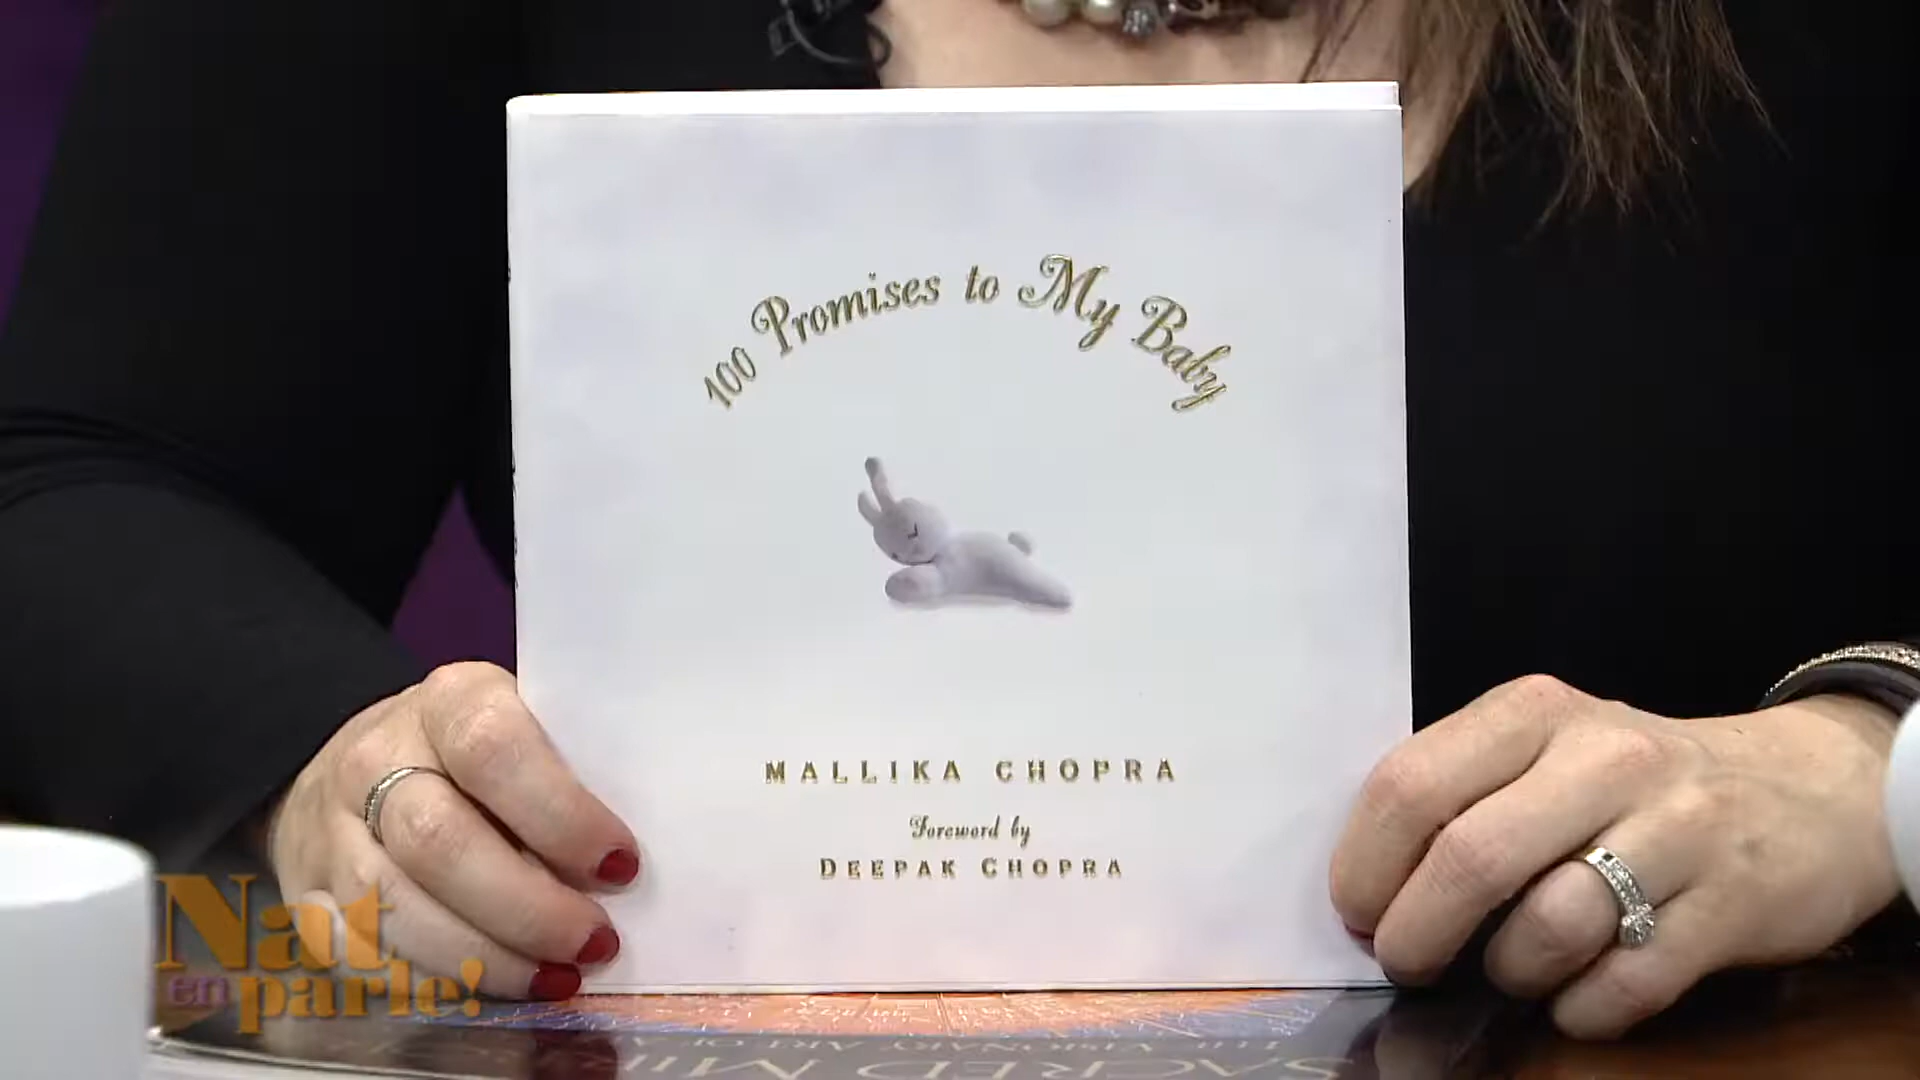 100 Promises to My Baby
MALLIKA CHOPRA
Foreword by
DEEPAK CHOPRA
Nat
en parle!